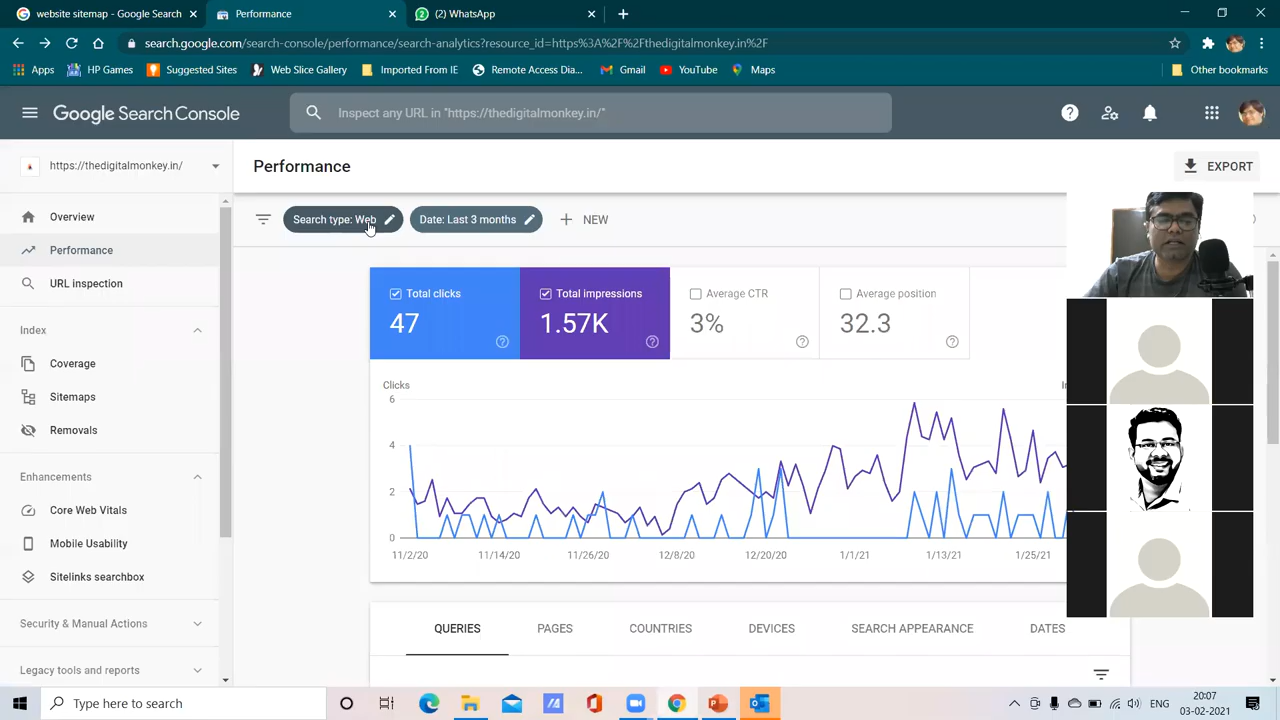 website sitemap - Google Search
Performance
(2) WhatsApp
search.google.com/search-console/performance/search-analytics?resource_id=https%3A%2F%2Fthedigitalmonkey.in%2F
Apps
HP Games
Suggested Sites
Web Slice Gallery
Imported From IE
Remote Access Dia...
Gmail
YouTube
Maps
Other bookmarks
Google Search Console
Inspect any URL in "https://thedigitalmonkey.in/"
https://thedigitalmonkey.in/
Performance
EXPORT
Search type: Web
Date: Last 3 months
NEW
Overview
Performance
URL inspection
Index
Coverage
Sitemaps
Removals
Enhancements
Core Web Vitals
Mobile Usability
Sitelinks searchbox
Security & Manual Actions
Legacy tools and reports
Total clicks
47
Total impressions
1.57K
Average CTR
3%
Average position
32.3
Clicks
6
4
2
0
11/2/20 11/14/20 11/26/20 12/8/20 12/20/20 1/1/21 1/13/21 1/25/21
QUERIES PAGES COUNTRIES DEVICES SEARCH APPEARANCE DATES
Type here to search
20:07
03-02-2021